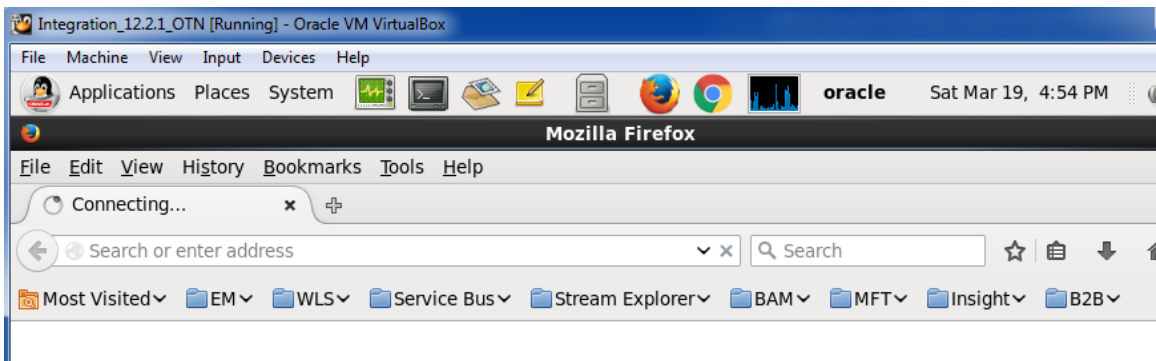 Integration_12.2.1_OTN [Running] - Oracle VM VirtualBox
File Machine View Input Devices Help
Applications Places System oracle Sat Mar 19, 4:54 PM
Mozilla Firefox
File Edit View History Bookmarks Tools Help
Connecting...
Search or enter address Search
Most Visited EM WLS Service Bus Stream Explorer BAM MFT Insight B2B